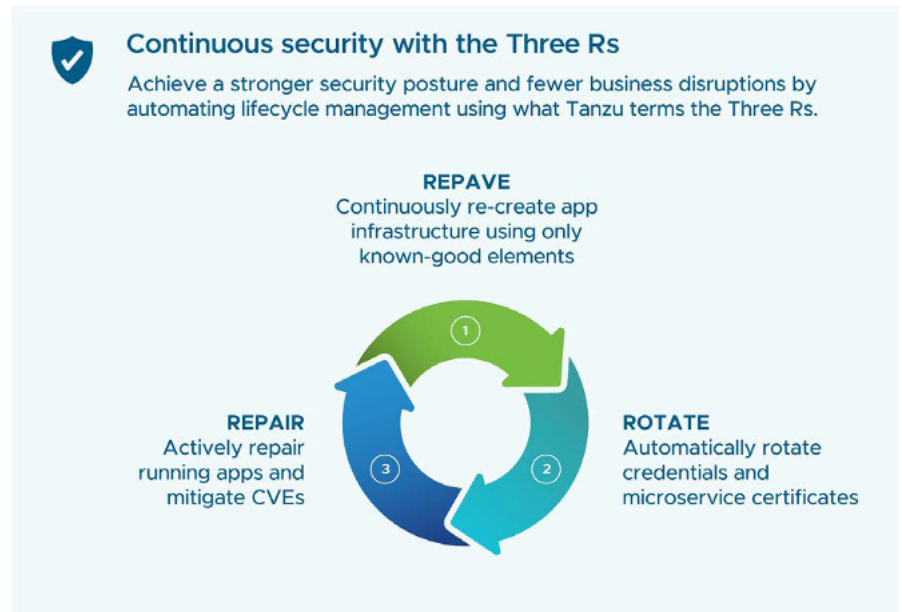 Continuous security with the Three Rs
Achieve a stronger security posture and fewer business disruptions by
automating lifecycle management using what Tanzu terms the Three Rs.
REPAVE
Continuously re-create app
infrastructure using only
known-good elements
1
REPAIR
Actively repair
running apps and
mitigate CVEs
3
2
ROTATE
Automatically rotate
credentials and
microservice certificates